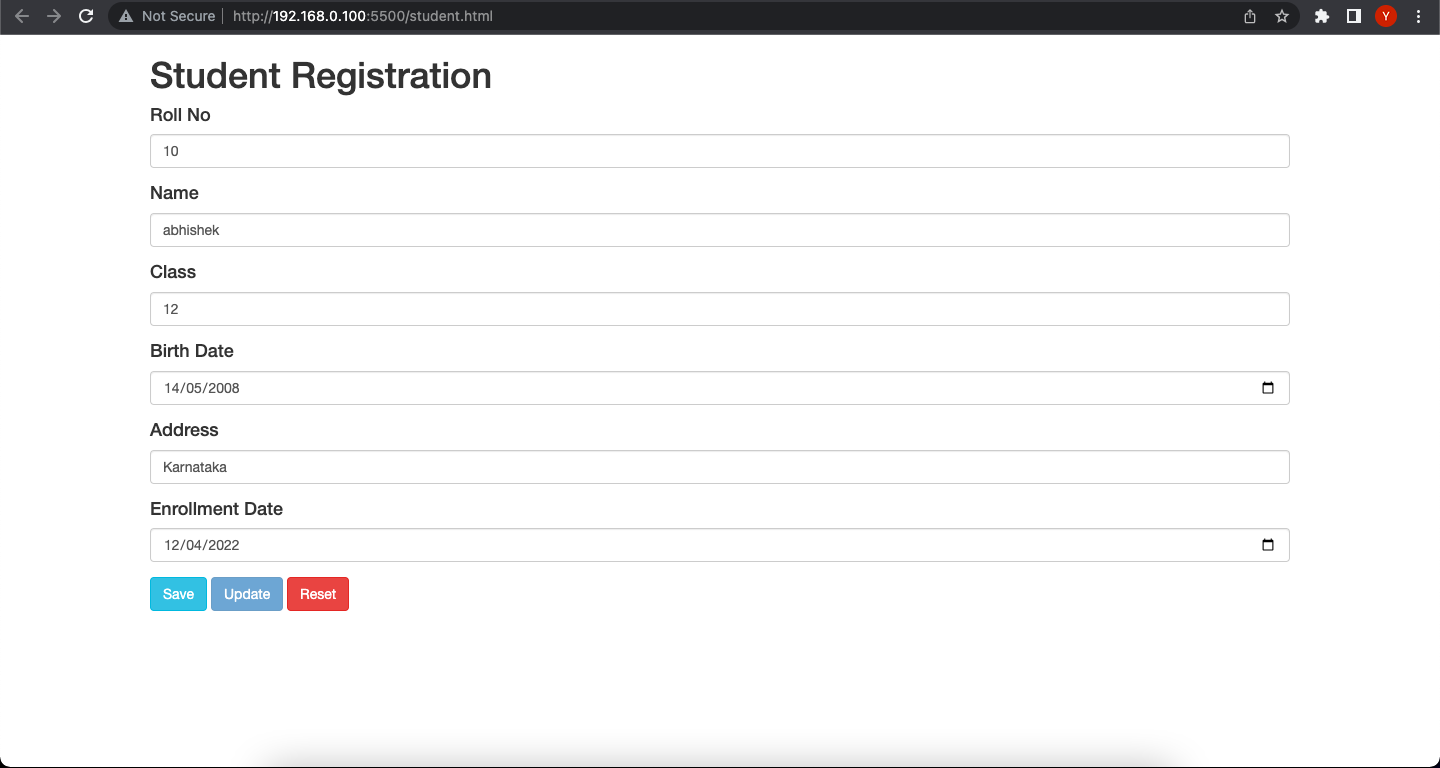 Not Secure http://192.168.0.100:5500/student.html Y
Student Registration
Roll No
10
Name
abhishek
Class
12
Birth Date
14/05/2008
Address
Karnataka
Enrollment Date
12/04/2022
Save Update Reset